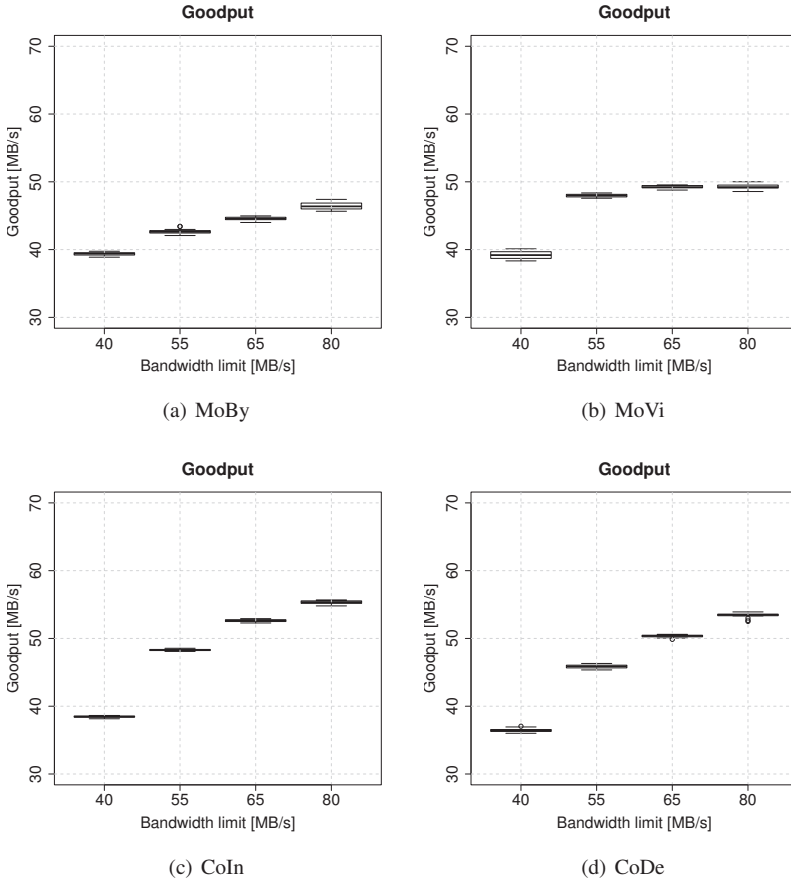 Goodput
Goodput [MB/s]
70
60
50
40
30
40 55 65 80
Bandwidth limit [MB/s]
(a) MoBy
Goodput
Goodput [MB/s]
70
60
50
40
30
40 55 65 80
Bandwidth limit [MB/s]
(b) MoVi
Goodput
Goodput [MB/s]
70
60
50
40
30
40 55 65 80
Bandwidth limit [MB/s]
(c) CoIn
Goodput
Goodput [MB/s]
70
60
50
40
30
40 55 65 80
Bandwidth limit [MB/s]
(d) CoDe